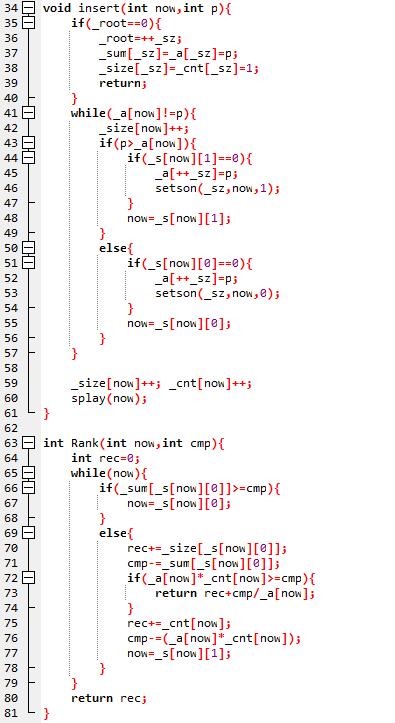 34 void insert(int now,int p){
35 if(_root==0){
36 _root=++_sz;
37 _sum[_sz]=_a[_sz]=p;
38 _size[_sz]=_cnt[_sz]=1;
39 return;
40 }
41 while(_a[now]!=p){
42 _size[now]++;
43 if(p>_a[now]){
44 if(_s[now][1]==0){
45 _a[++_sz]=p;
46 setson(_sz,now,1);
47 }
48 now=_s[now][1];
49 }
50 else{
51 if(_s[now][0]==0){
52 _a[++_sz]=p;
53 setson(_sz,now,0);
54 }
55 now=_s[now][0];
56 }
57 }
58
59 _size[now]++; _cnt[now]++;
60 splay(now);
61 }
62
63 int Rank(int now,int cmp){
64 int rec=0;
65 while(now){
66 if(_sum[_s[now][0]]>=cmp){
67 now=_s[now][0];
68 }
69 else{
70 rec+=_size[_s[now][0]];
71 cmp-=_sum[_s[now][0]];
72 if(_a[now]*_cnt[now]>=cmp){
73 return rec+cmp/_a[now];
74 }
75 rec+=_cnt[now];
76 cmp-=(_a[now]*_cnt[now]);
77 now=_s[now][1];
78 }
79 }
80 return rec;
81 }